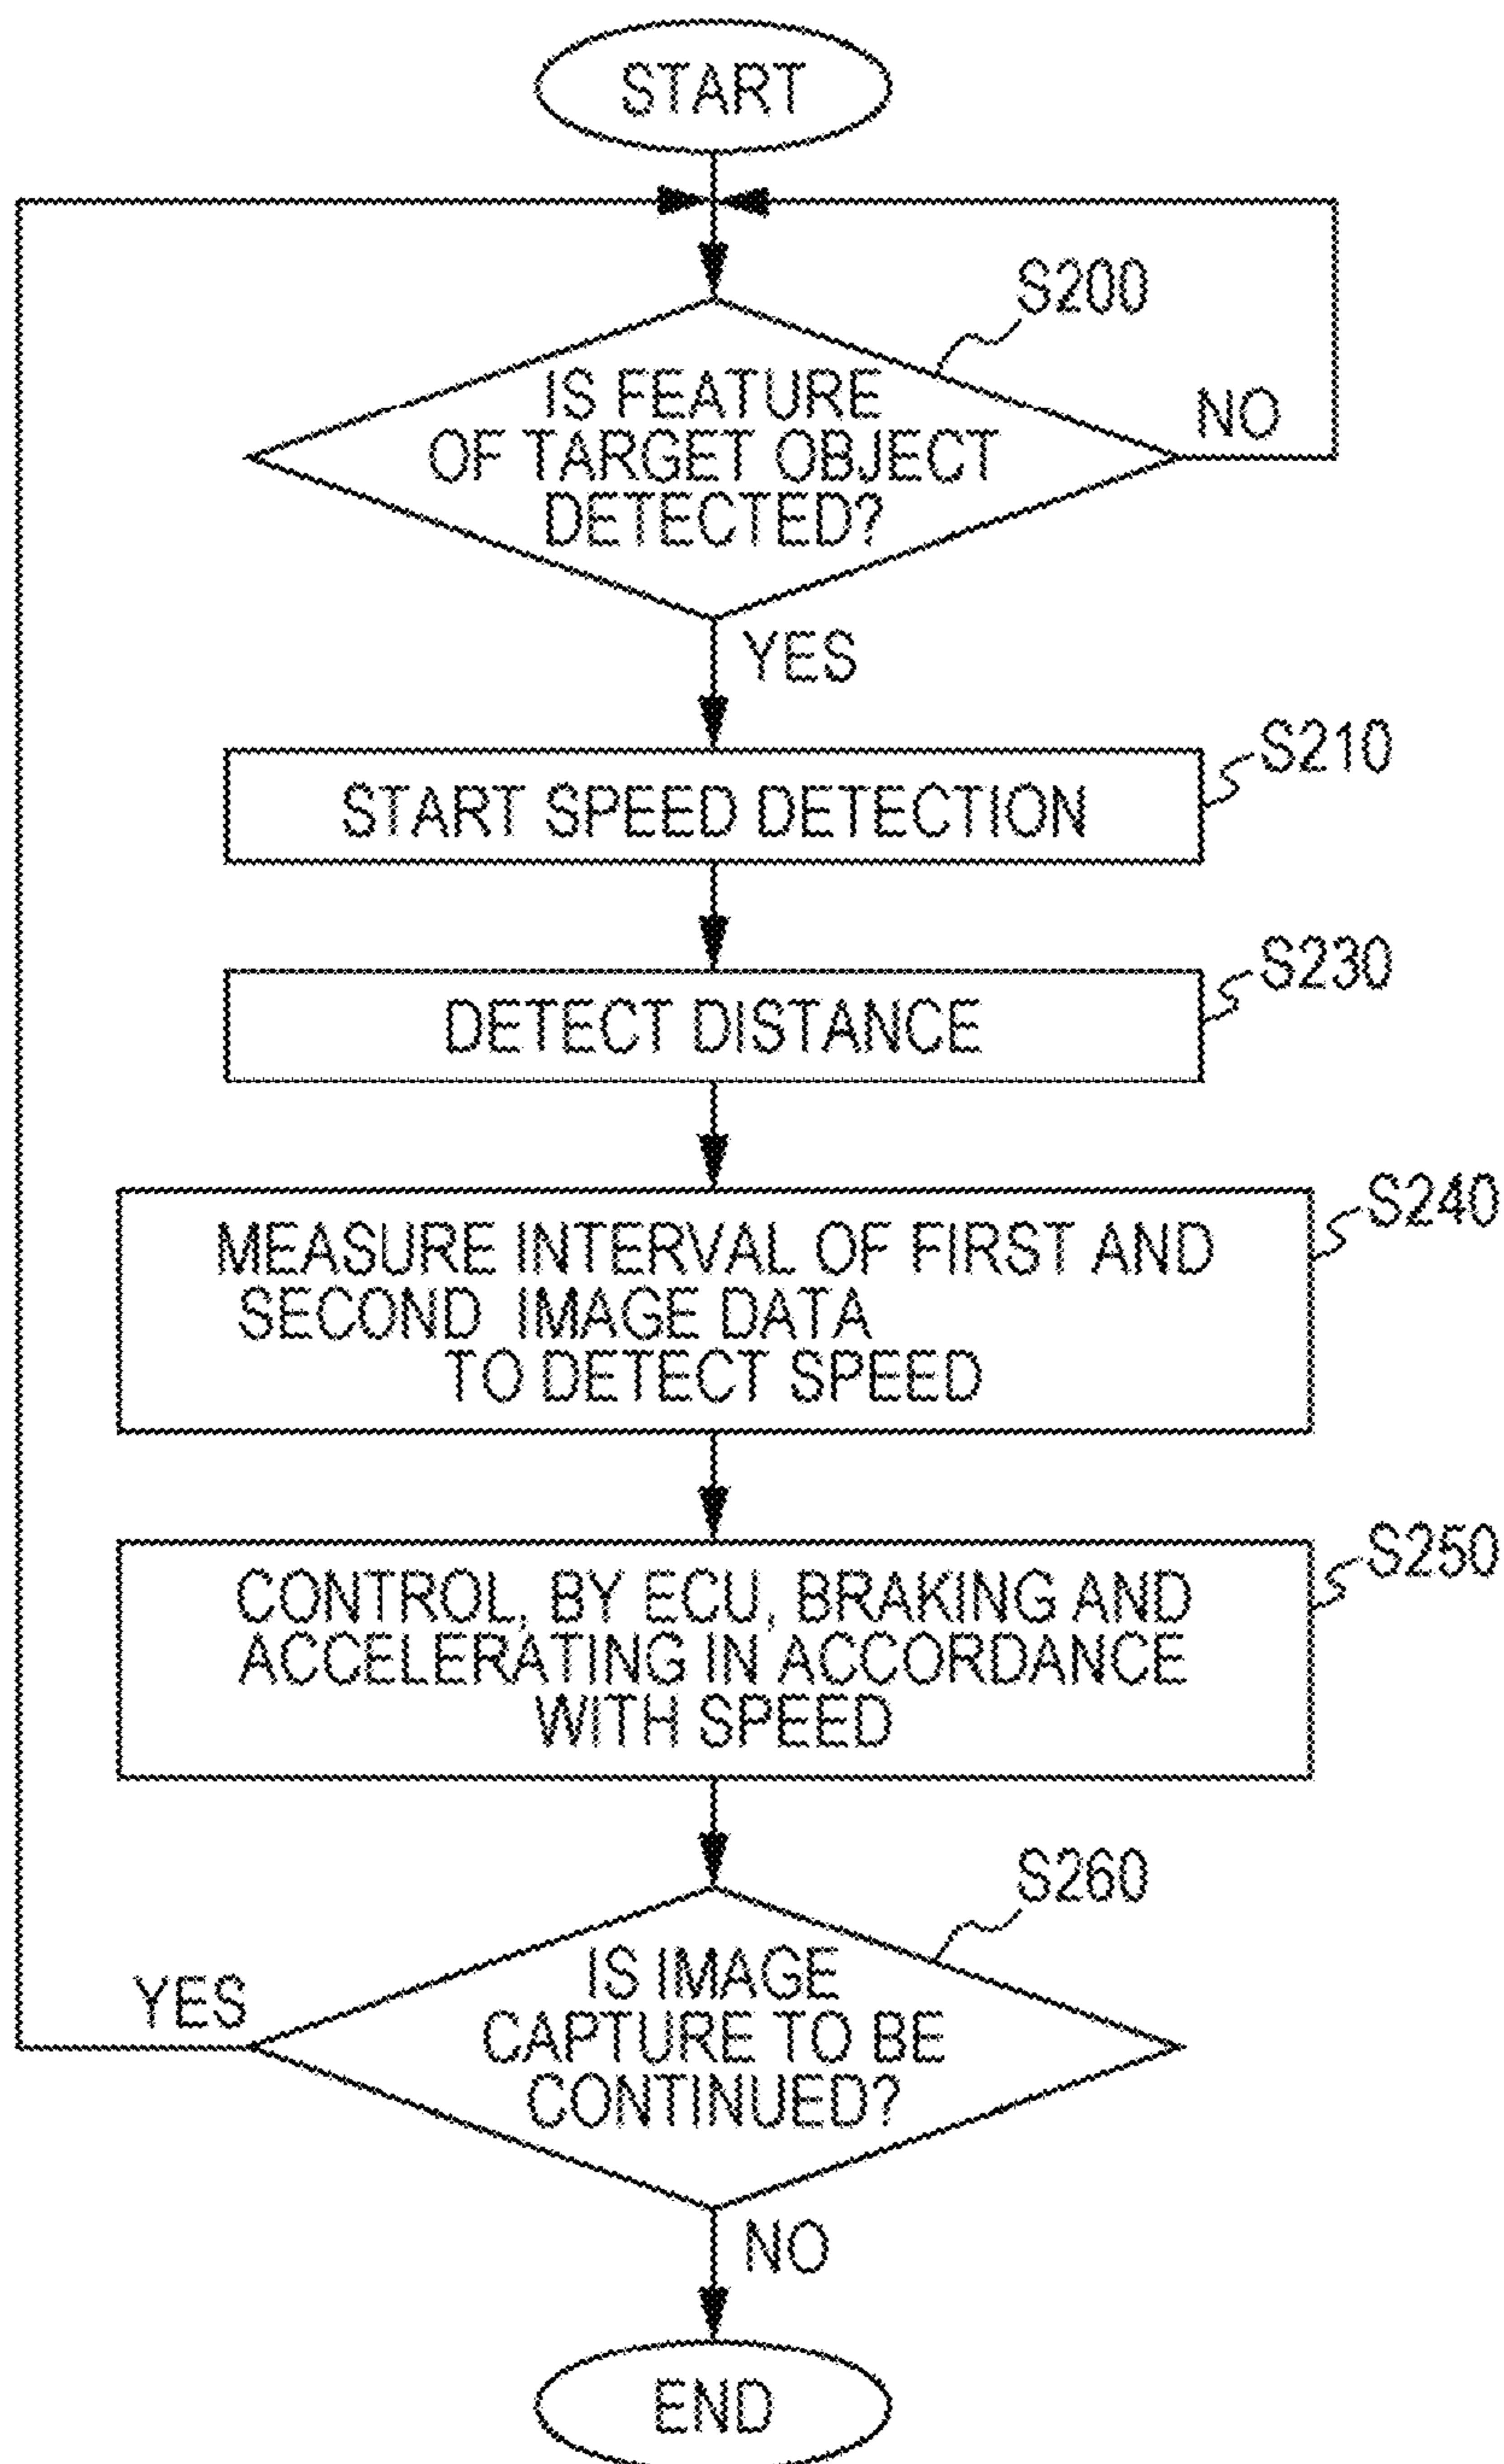 START
S200
IS FEATURE
OF TARGET OBJECT
DETECTED?
NO
YES
S210
START SPEED DETECTION
S230
DETECT DISTANCE
S240
MEASURE INTERVAL OF FIRST AND
SECOND IMAGE DATA
TO DETECT SPEED
S250
CONTROL, BY ECU, BRAKING AND
ACCELERATING IN ACCORDANCE
WITH SPEED
S260
IS IMAGE
CAPTURE TO BE
CONTINUED?
YES
NO
END